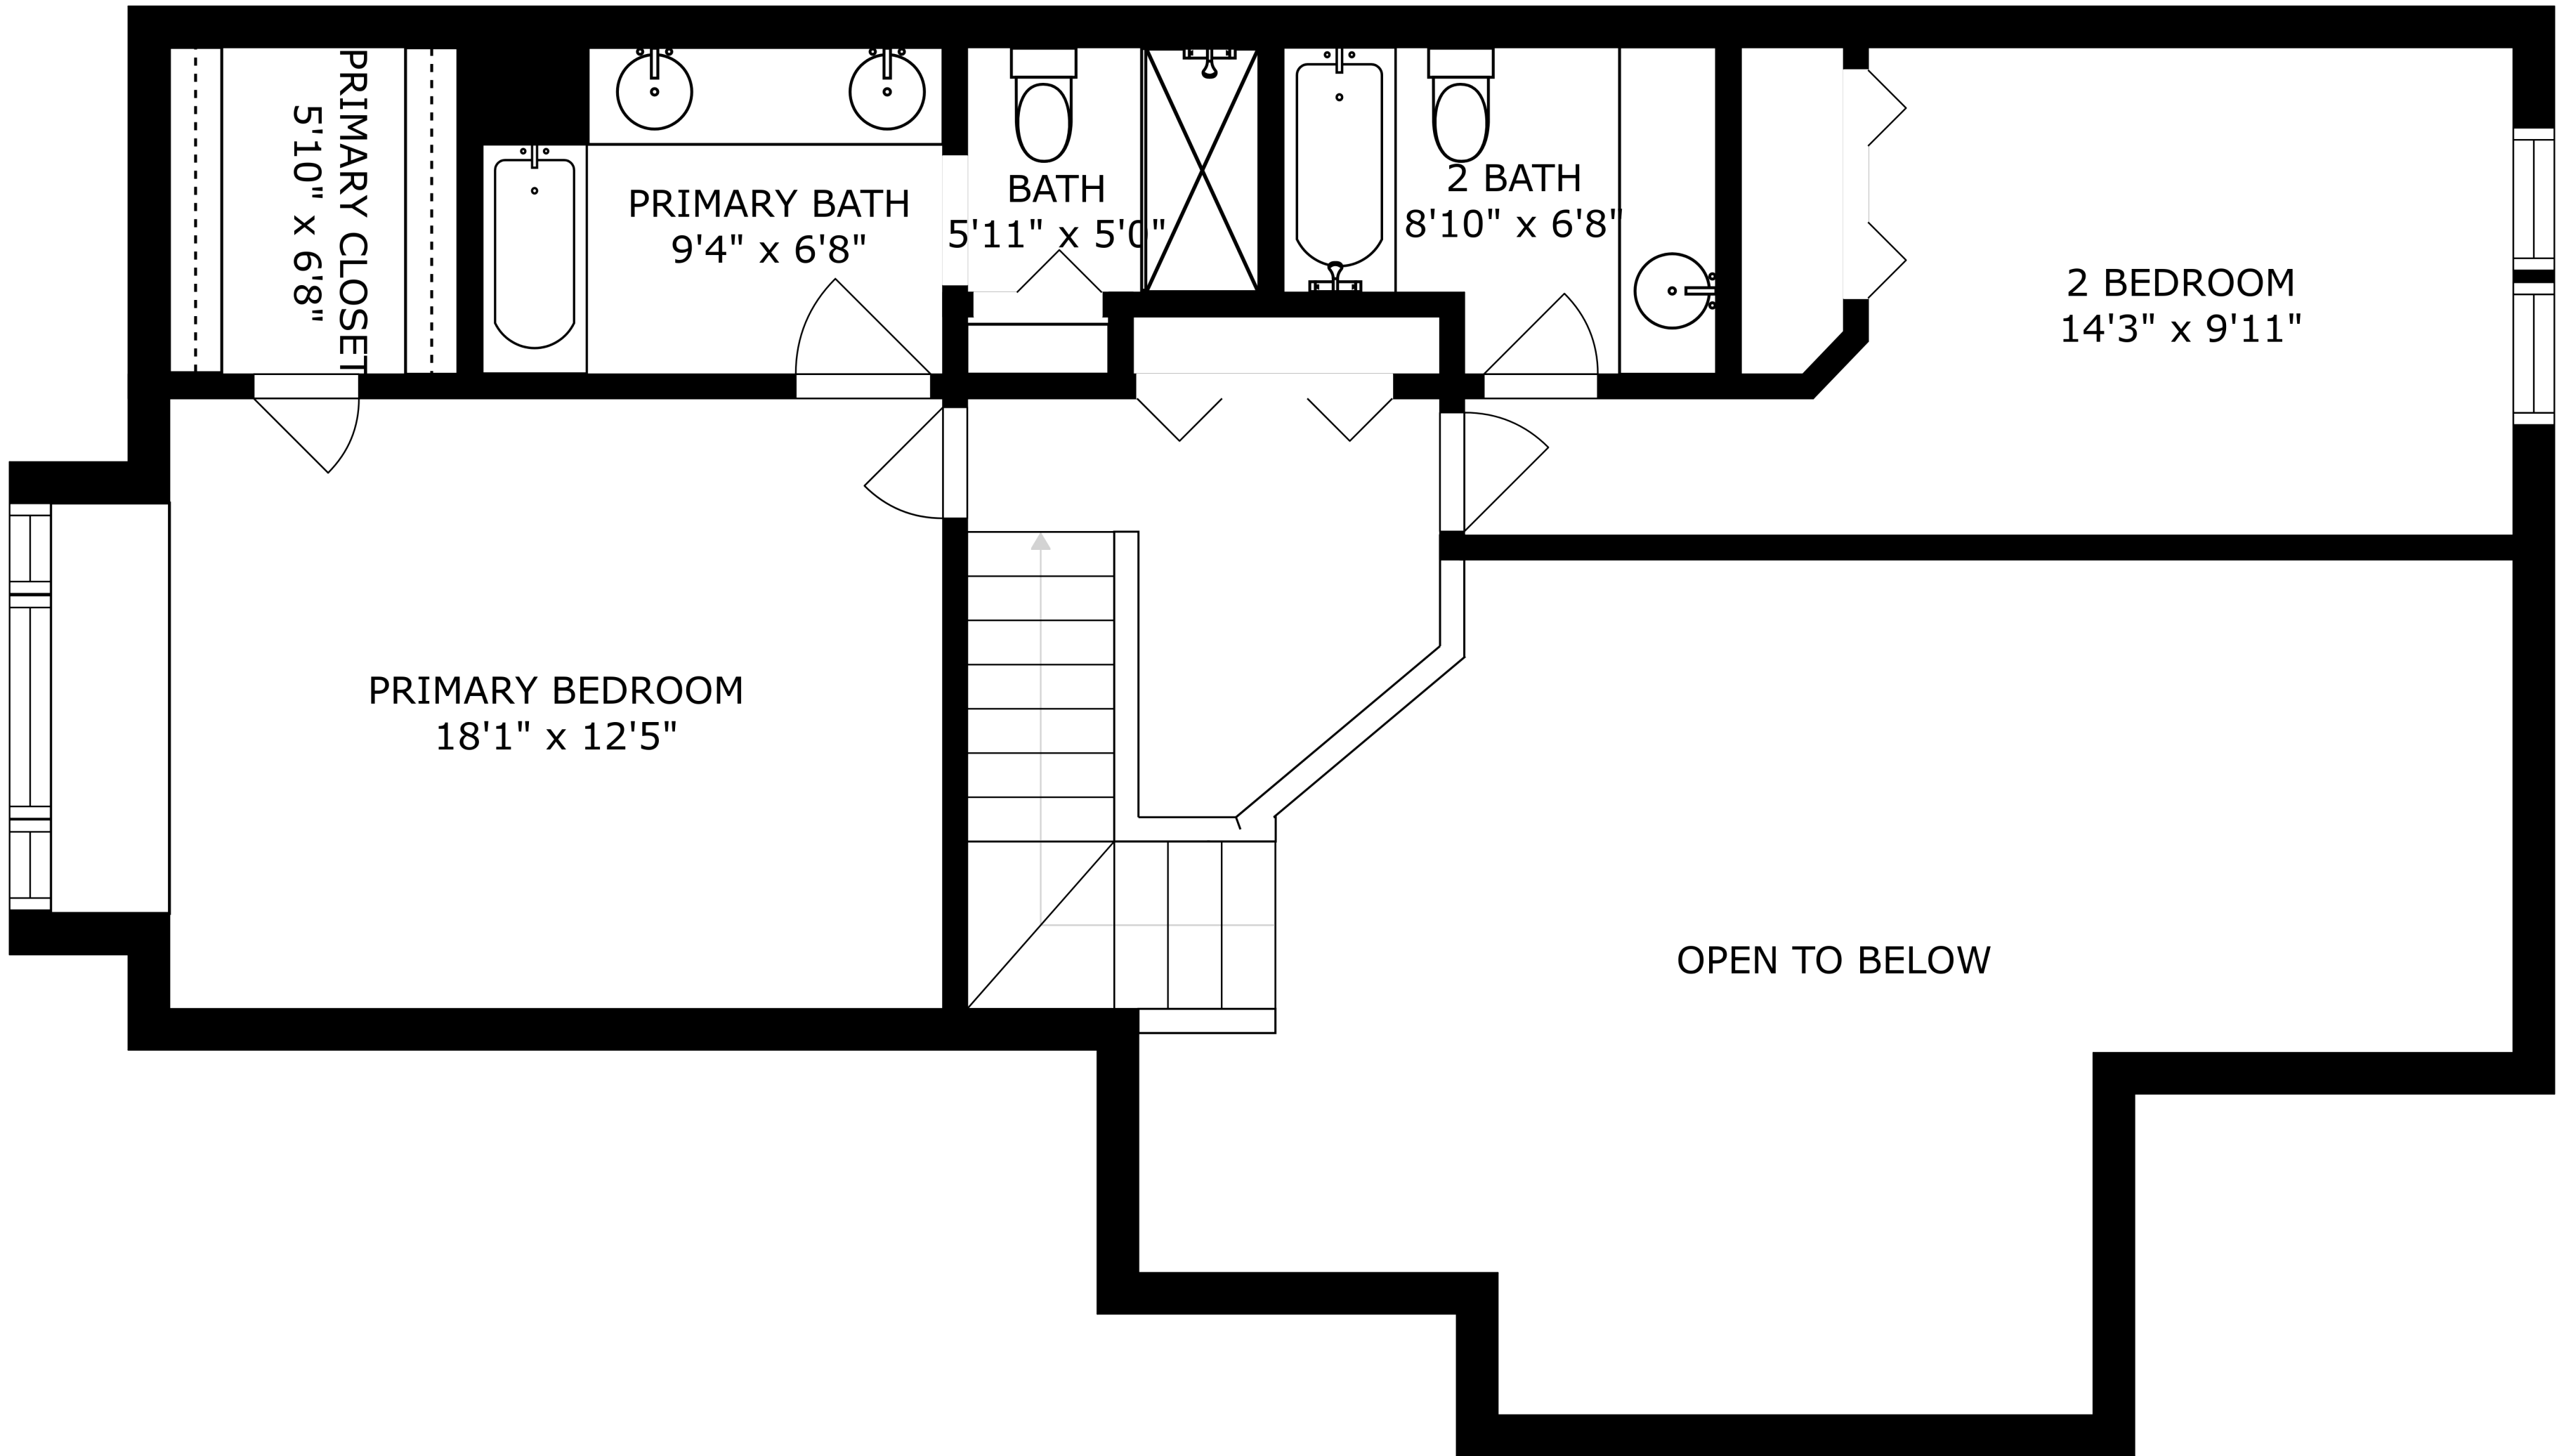 PRIMARY CLOSET
5'10" x 6'8"
PRIMARY BATH
9'4" x 6'8"
BATH
5'11" x 5'0"
2 BATH
8'10" x 6'8"
2 BEDROOM
14'3" x 9'11"
PRIMARY BEDROOM
18'1" x 12'5"
OPEN TO BELOW